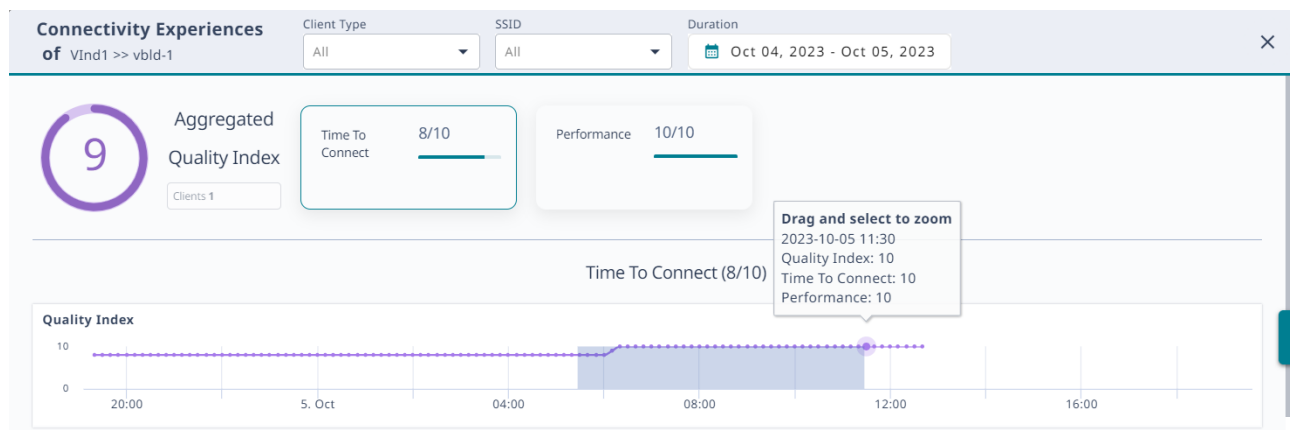 Connectivity Experiences
of VInd1 >> vbld-1
Client Type
All
SSID
All
Duration
Oct 04, 2023 - Oct 05, 2023
9
Aggregated
Quality Index
Clients 1
Time To
Connect
8/10
Performance
10/10
Drag and select to zoom
2023-10-05 11:30
Quality Index: 10
Time To Connect: 10
Performance: 10
Time To Connect (8/10)
Quality Index
10
0
20:00
5. Oct
04:00
08:00
12:00
16:00